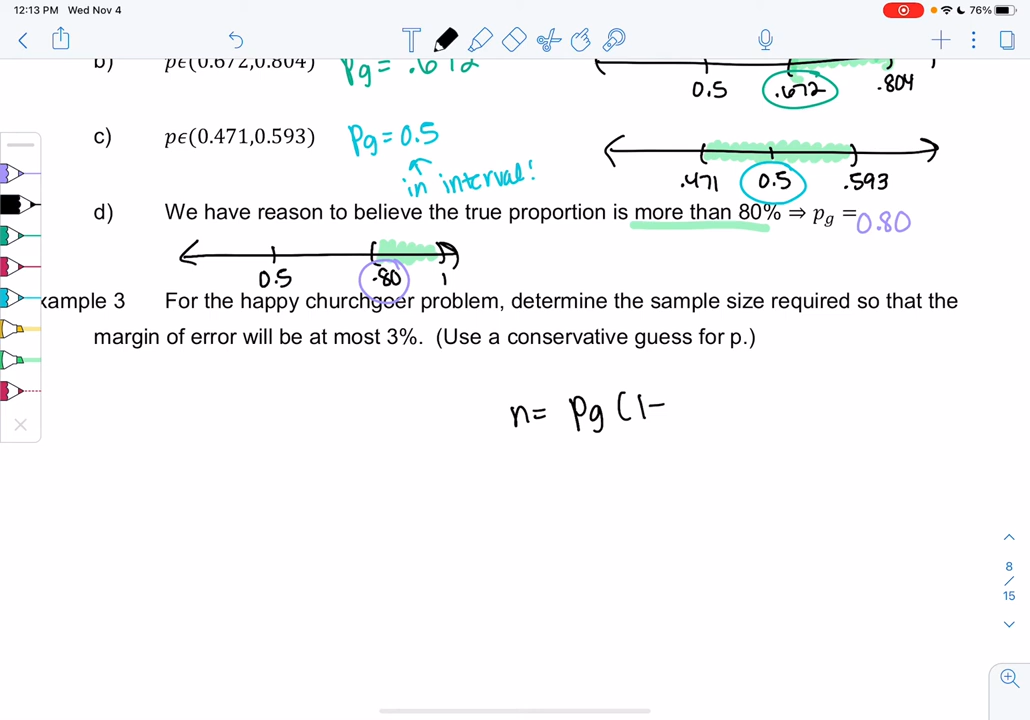 12:13 PM Wed Nov 4
76%
b) pϵ(0.672,0.804) Pg = .672
0.5 .672 .804
c) pϵ(0.471,0.593) Pg = 0.5
in interval!
.471 0.5 .593
d) We have reason to believe the true proportion is more than 80% ⇒ pg = 0.80
0.5 .80 1
xample 3 For the happy churchgoer problem, determine the sample size required so that the
margin of error will be at most 3%. (Use a conservative guess for p.)
n= Pg (1-
8
/
15